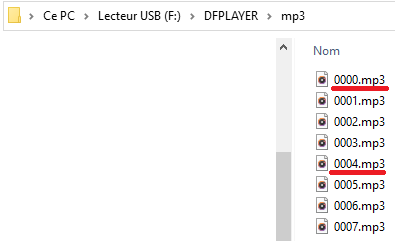 Ce PC > Lecteur USB (F:) > DFPLAYER > mp3
Nom
0000.mp3
0001.mp3
0002.mp3
0003.mp3
0004.mp3
0005.mp3
0006.mp3
0007.mp3